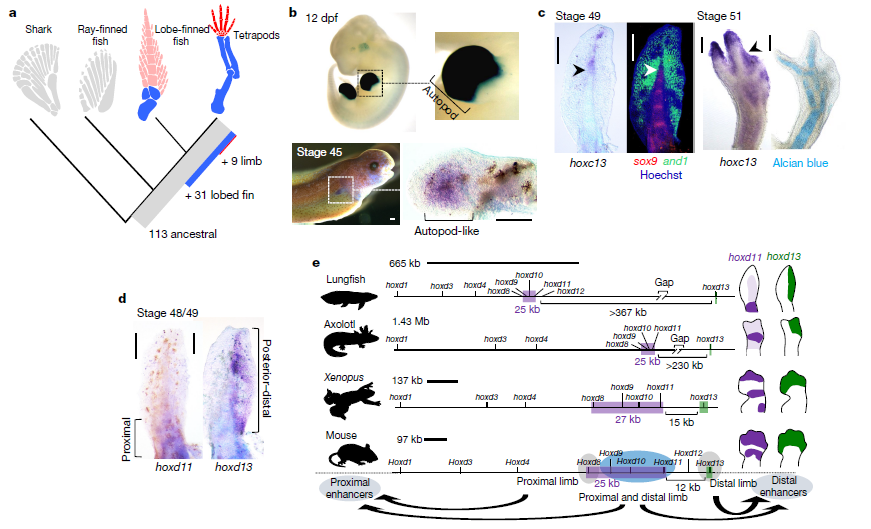 a
Shark
Ray-finned
fish
Lobe-finned
fish
Tetrapods
+ 9 limb
+ 31 lobed fin
113 ancestral
b
12 dpf
Autopod
Stage 45
Autopod-like
c
Stage 49
Stage 51
hoxc13
sox9 and1
Hoechst
hoxc13
Alcian blue
d
Stage 48/49
Proximal
Posterior–distal
hoxd11
hoxd13
e
hoxd11 hoxd13
665 kb
Lungfish
hoxd1
hoxd3
hoxd4
hoxd8
hoxd9
hoxd10
hoxd11
hoxd12
Gap
hoxd13
25 kb
>367 kb
Axolotl
1.43 Mb
hoxd1
hoxd3
hoxd4
hoxd8
hoxd9
hoxd10 hoxd11
Gap
hoxd13
25 kb
>230 kb
Xenopus
137 kb
hoxd1
hoxd3
hoxd4
hoxd8
hoxd9
hoxd10
hoxd11
hoxd13
27 kb
15 kb
Mouse
97 kb
Hoxd1
Hoxd3
Hoxd4
Hoxd8
Hoxd9
Hoxd10
Hoxd11
Hoxd12
Hoxd13
25 kb
12 kb
Proximal
enhancers
Proximal limb
Proximal and distal limb
Distal limb
Distal
enhancers